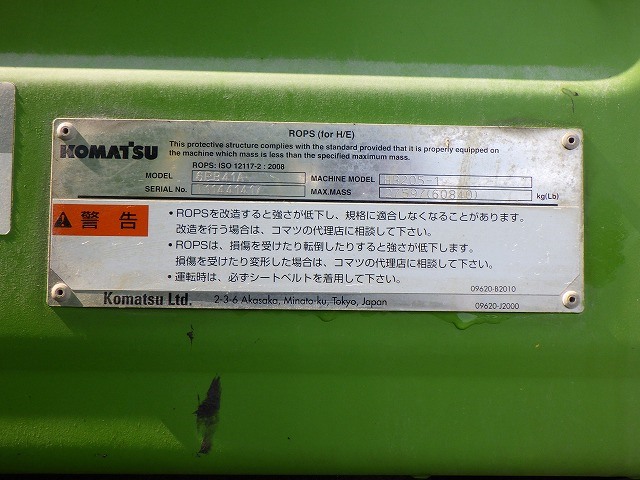 ROPS (for H/E)
KOMATSU
This protective structure complies with the standard provided that it is properly equipped on
the machine which mass is less than the specified maximum mass.
ROPS: ISO 12117-2 : 2008
MODEL MACHINE MODEL
SERIAL No. MAX.MASS kg(Lb)
警告
・ROPSを改造すると強さが低下し、規格に適合しなくなることがあります。
改造を行う場合は、コマツの代理店に相談して下さい。
・ROPSは、損傷を受けたり転倒したりすると強さが低下します。
損傷を受けたり変形した場合は、コマツの代理店に相談して下さい。
・運転時は、必ずシートベルトを着用して下さい。
09620-B2010
Komatsu Ltd. 2-3-6 Akasaka, Minato-ku, Tokyo, Japan 09620-J2000